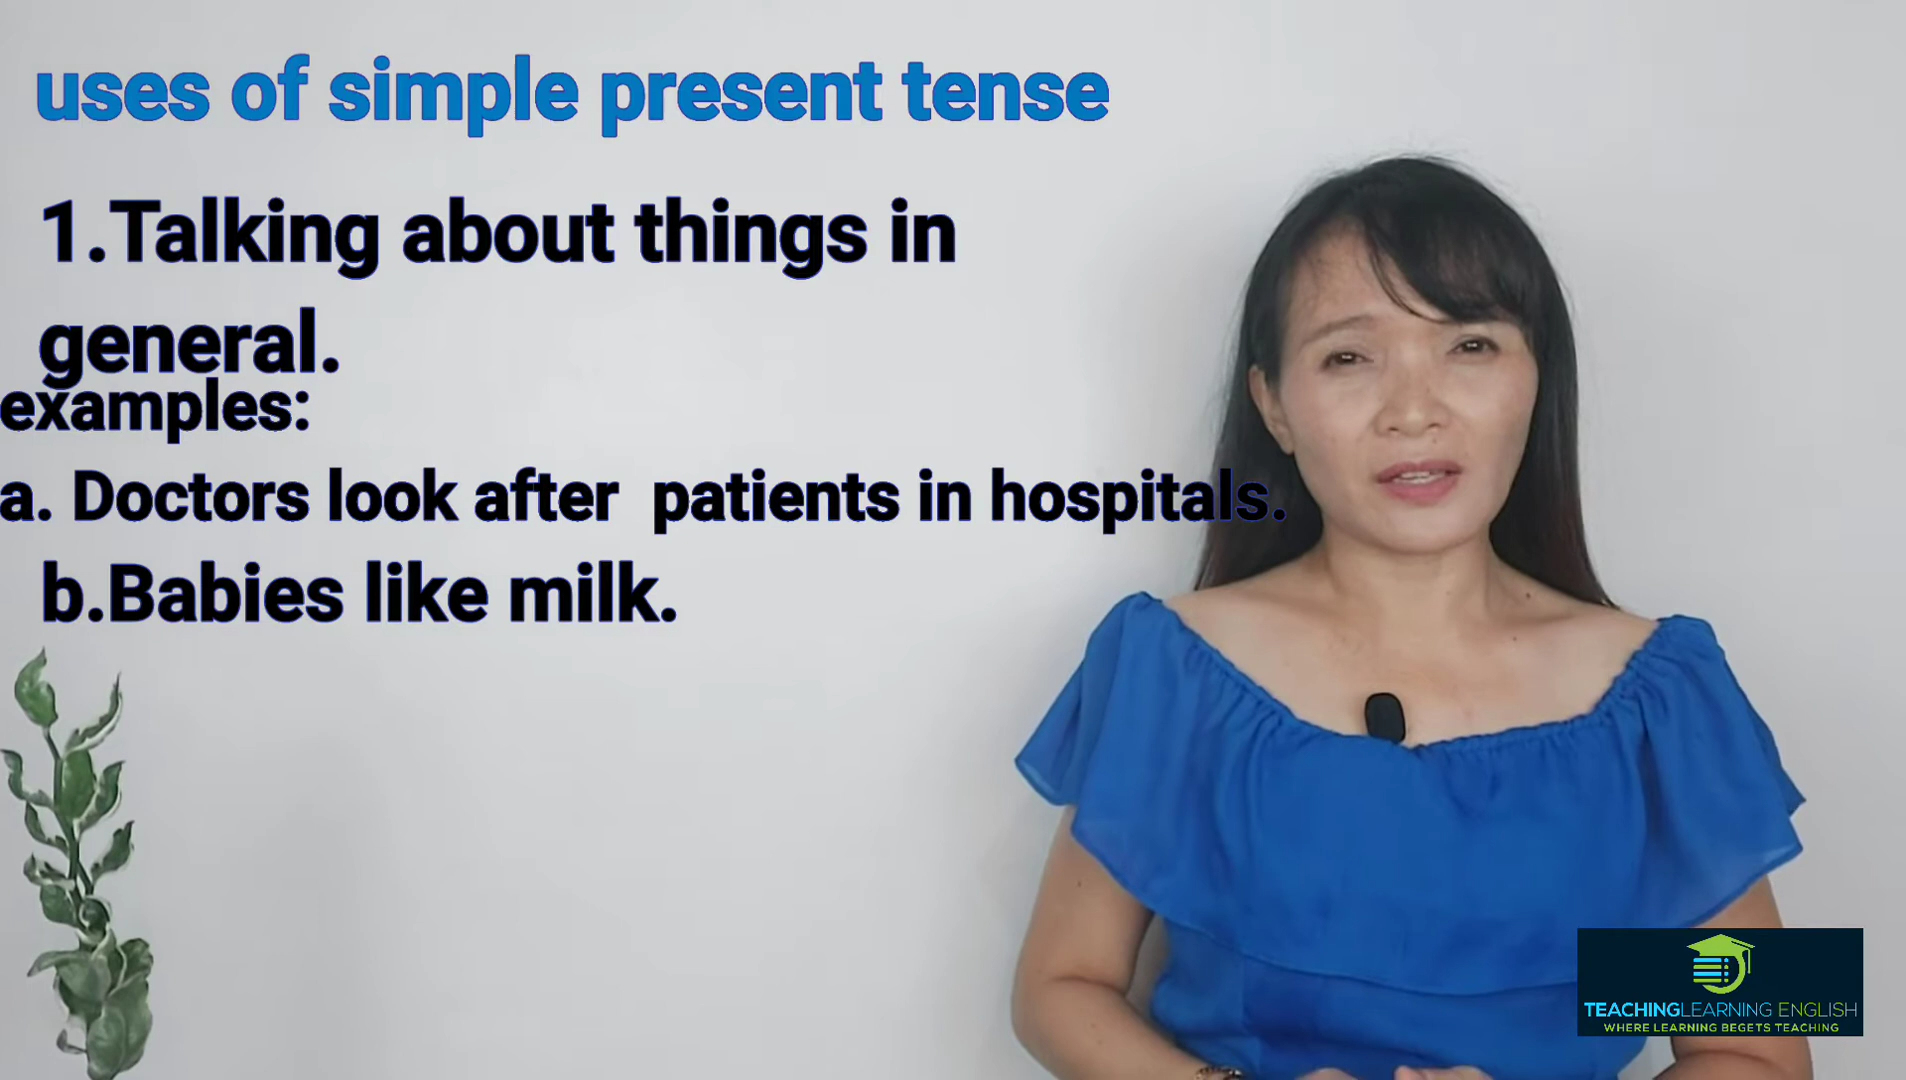 uses of simple present tense
1.Talking about things in
general.
examples:
a. Doctors look after patients in hospitals.
b.Babies like milk.
TEACHINGLEARNING ENGLISH
WHERE LEARNING BEGETS TEACHING